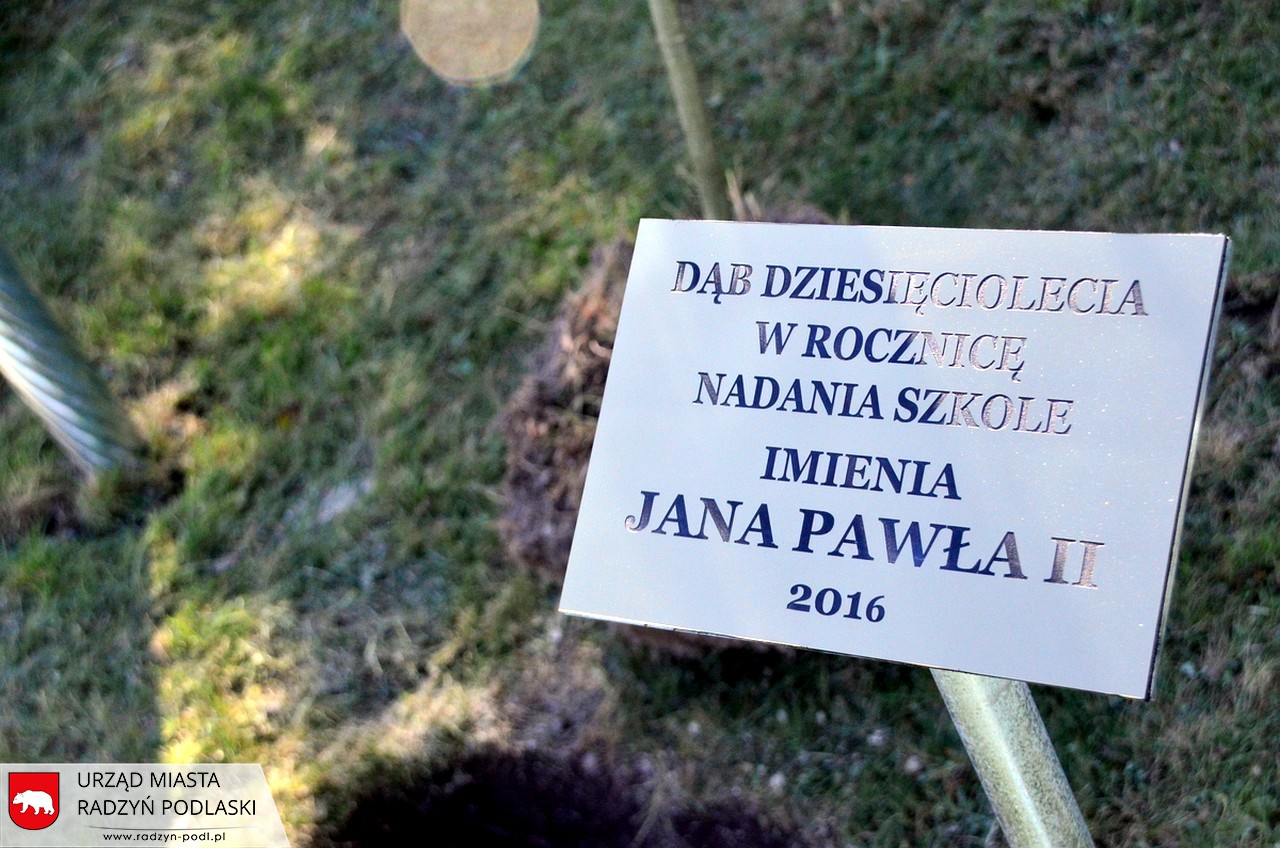 DĄB DZIESIĘCIOLECIA
W ROCZNICĘ
NADANIA SZKOLE
IMIENIA
JANA PAWŁA II
2016
URZĄD MIASTA
RADZYŃ PODLASKI
www.radzyn-podl.pl